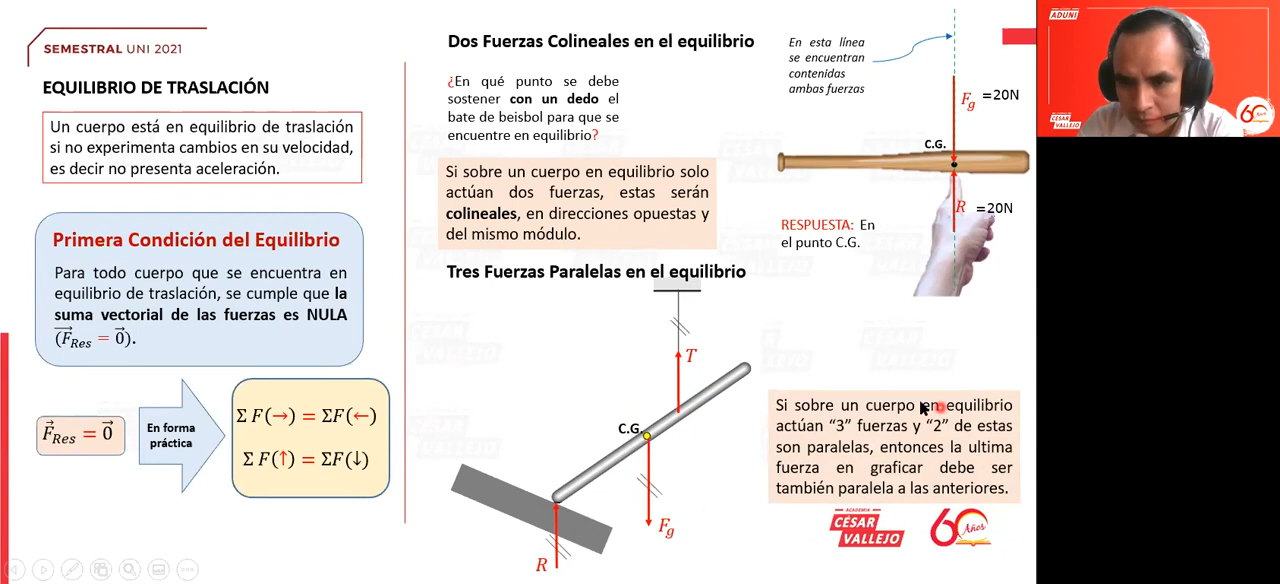 SEMESTRAL UNI 2021
EQUILIBRIO DE TRASLACIÓN
Un cuerpo está en equilibrio de traslación
si no experimenta cambios en su velocidad,
es decir no presenta aceleración.
Primera Condición del Equilibrio
Para todo cuerpo que se encuentra en
equilibrio de traslación, se cumple que la
suma vectorial de las fuerzas es NULA
(F⃗Res = 0⃗).
F⃗Res = 0⃗
En forma
práctica
Σ F(→) = ΣF(←)
Σ F(↑) = ΣF(↓)
Dos Fuerzas Colineales en el equilibrio
¿En qué punto se debe
sostener con un dedo el
bate de beisbol para que se
encuentre en equilibrio?
Si sobre un cuerpo en equilibrio solo
actúan dos fuerzas, estas serán
colineales, en direcciones opuestas y
del mismo módulo.
En esta línea
se encuentran
contenidas
ambas fuerzas
Fg =20N
C.G.
R =20N
RESPUESTA: En
el punto C.G.
Tres Fuerzas Paralelas en el equilibrio
T
C.G.
Fg
R
Si sobre un cuerpo en equilibrio
actúan “3” fuerzas y “2” de estas
son paralelas, entonces la ultima
fuerza en graficar debe ser
también paralela a las anteriores.
ACADEMIA
CÉSAR
VALLEJO
60
Años
ADUNI
CÉSAR
VALLEJO
60
Años